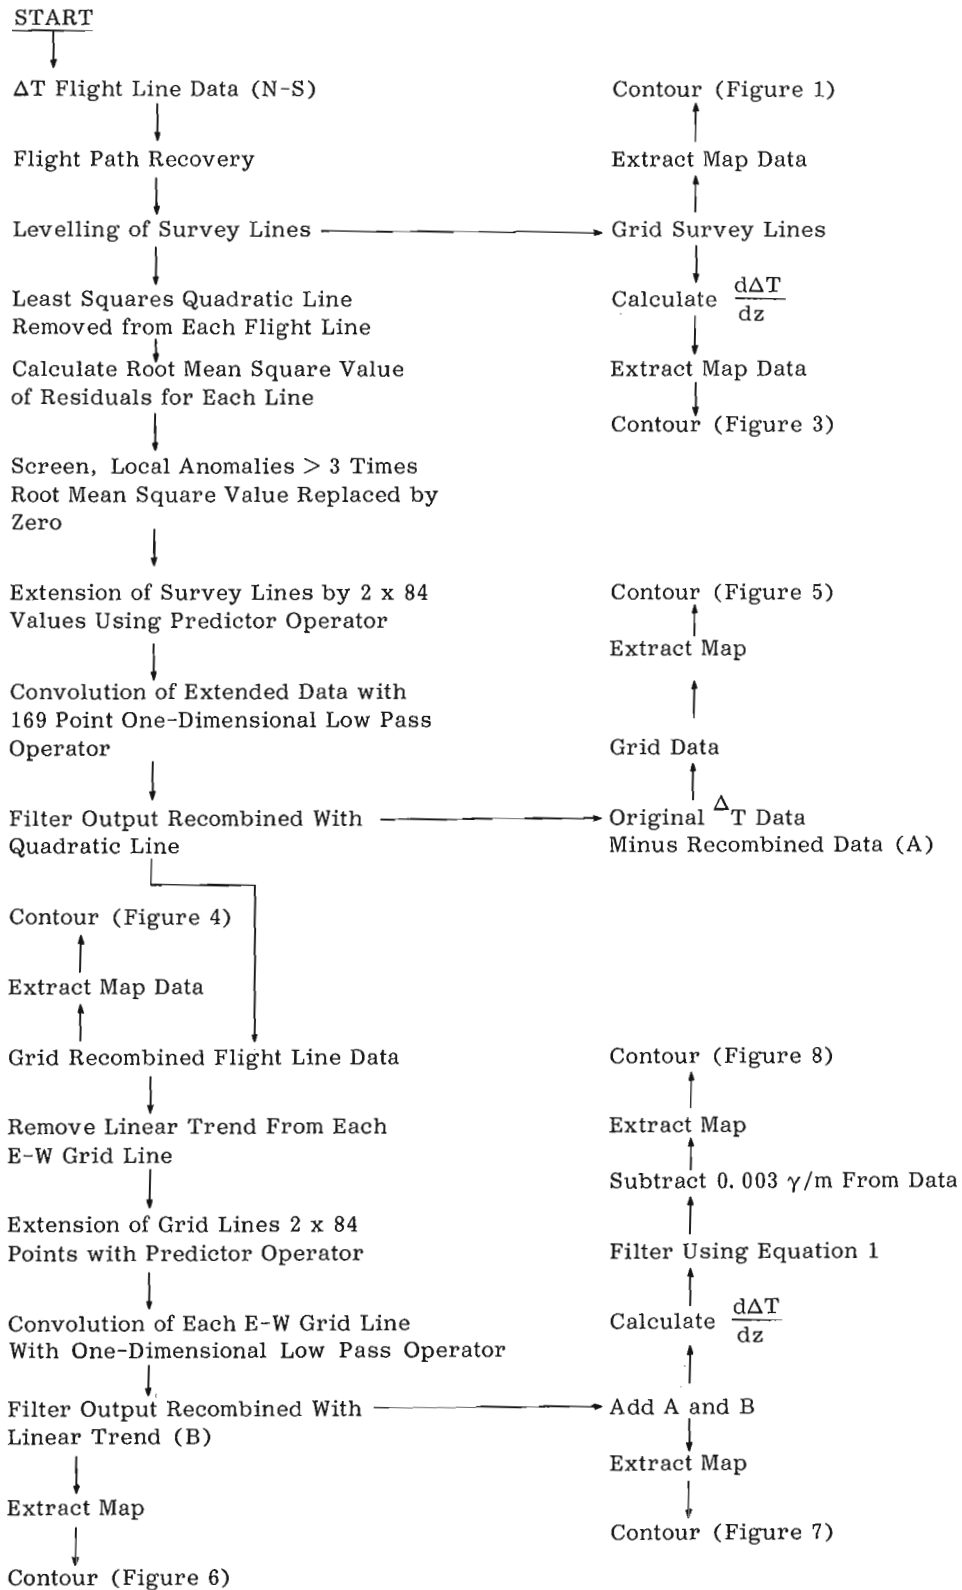 START
ΔT Flight Line Data (N-S)
Flight Path Recovery
Levelling of Survey Lines
Least Squares Quadratic Line
Removed from Each Flight Line
Calculate Root Mean Square Value
of Residuals for Each Line
Screen, Local Anomalies > 3 Times
Root Mean Square Value Replaced by
Zero
Extension of Survey Lines by 2 x 84
Values Using Predictor Operator
Convolution of Extended Data with
169 Point One-Dimensional Low Pass
Operator
Filter Output Recombined With
Quadratic Line
Contour (Figure 1)
Extract Map Data
Grid Survey Lines
Calculate dΔT
dz
Extract Map Data
Contour (Figure 3)
Contour (Figure 5)
Extract Map
Grid Data
Original ΔT Data
Minus Recombined Data (A)
Contour (Figure 4)
Extract Map Data
Grid Recombined Flight Line Data
Remove Linear Trend From Each
E-W Grid Line
Extension of Grid Lines 2 x 84
Points with Predictor Operator
Convolution of Each E-W Grid Line
With One-Dimensional Low Pass Operator
Filter Output Recombined With
Linear Trend (B)
Extract Map
Contour (Figure 6)
Contour (Figure 8)
Extract Map
Subtract 0.003 γ/m From Data
Filter Using Equation 1
Calculate dΔT
dz
Add A and B
Extract Map
Contour (Figure 7)